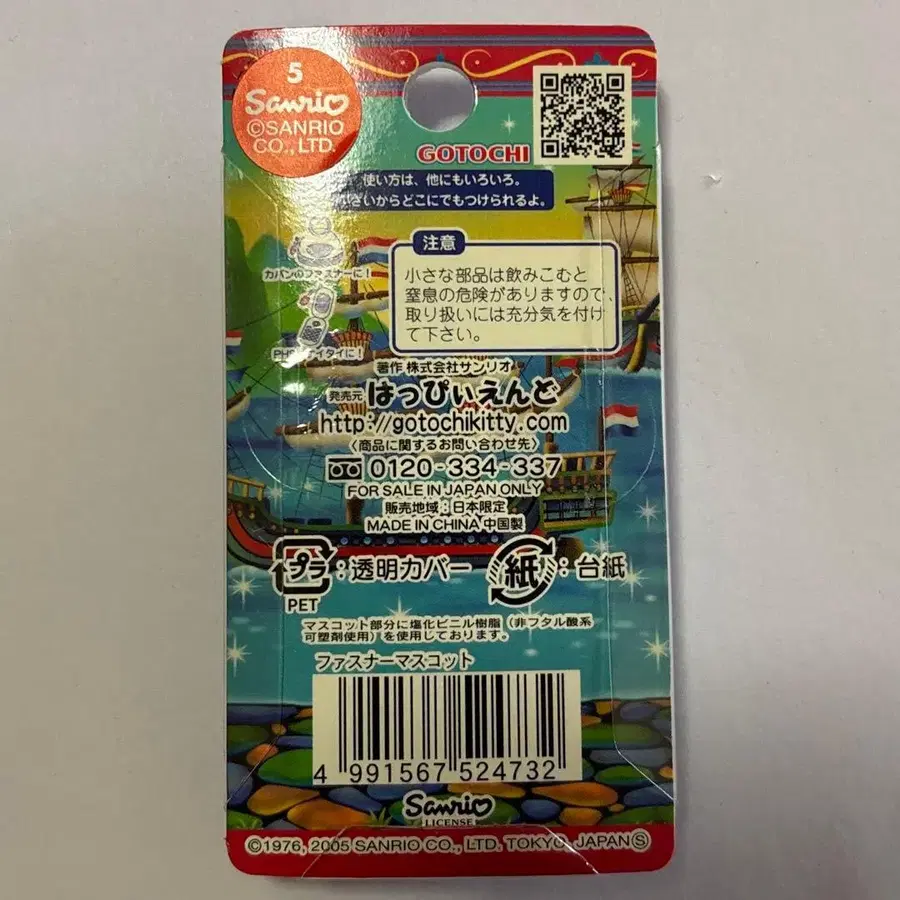 5
Sanrio
©SANRIO
CO., LTD.
GOTOCHI
使い方は、他にもいろいろ。
さいからどこにでもつけられるよ。
注意
カバンのファスナーに!
小さな部品は飲みこむと
窒息の危険がありますので、
取り扱いには充分気を付け
て下さい。
著作 株式会社サンリオ
発売元 はっぴぃえんど
http://gotochikitty.com
〈商品に関するお問い合わせ先〉
0120-334-337
FOR SALE IN JAPAN ONLY
販売地域:日本限定
MADE IN CHINA 中国製
プラ:透明カバー 紙:台紙
PET
マスコット部分に塩化ビニル樹脂(非フタル酸系
可塑剤使用)を使用しております。
ファスナーマスコット
4 991567 524732
Sanrio
LICENSE
©1976, 2005 SANRIO CO., LTD. TOKYO, JAPAN Ⓢ